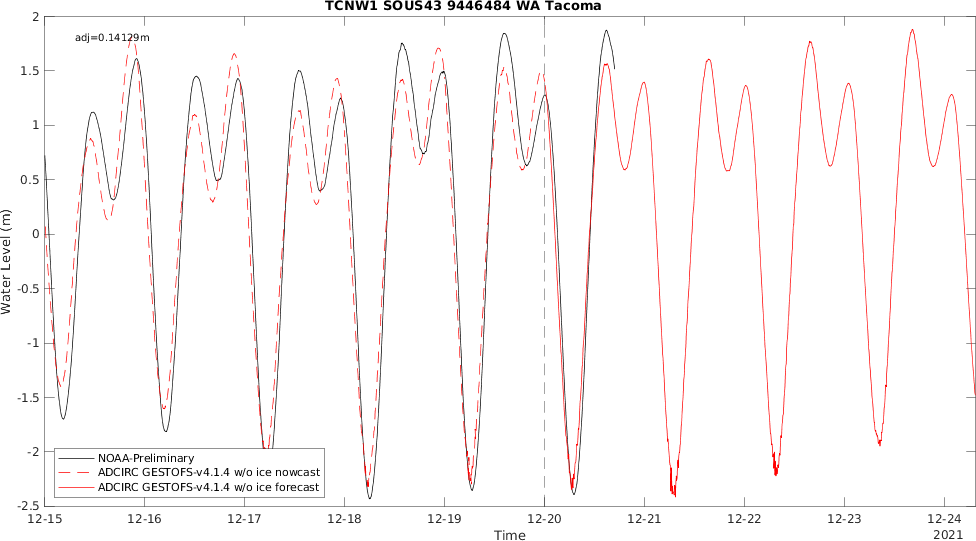 TCNW1 SOUS43 9446484 WA Tacoma
adj=0.14129m
2
1.5
1
0.5
0
-0.5
-1
-1.5
-2
-2.5
Water Level (m)
NOAA-Preliminary
ADCIRC GESTOFS-v4.1.4 w/o ice nowcast
ADCIRC GESTOFS-v4.1.4 w/o ice forecast
12-15 12-16 12-17 12-18 12-19 12-20 12-21 12-22 12-23 12-24
Time
2021